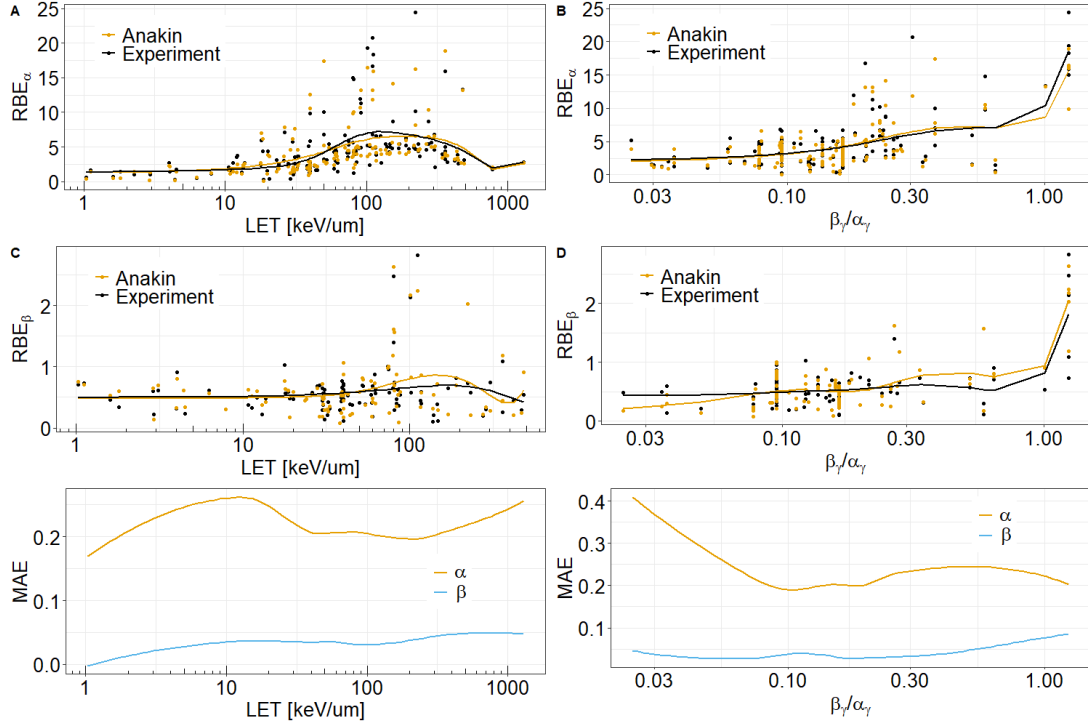 A
25
20
15
10
5
0
RBEα
Anakin
Experiment
1
10
100
1000
LET [keV/um]
B
25
20
15
10
5
0
RBEα
Anakin
Experiment
0.03
0.10
0.30
1.00
βγ/αγ
C
2
1
0
RBEβ
Anakin
Experiment
1
10
100
LET [keV/um]
D
2
1
0
RBEβ
Anakin
Experiment
0.03
0.10
0.30
1.00
βγ/αγ
0.2
0.1
0.0
MAE
α
β
1
10
100
1000
LET [keV/um]
0.4
0.3
0.2
0.1
MAE
α
β
0.03
0.10
0.30
1.00
βγ/αγ